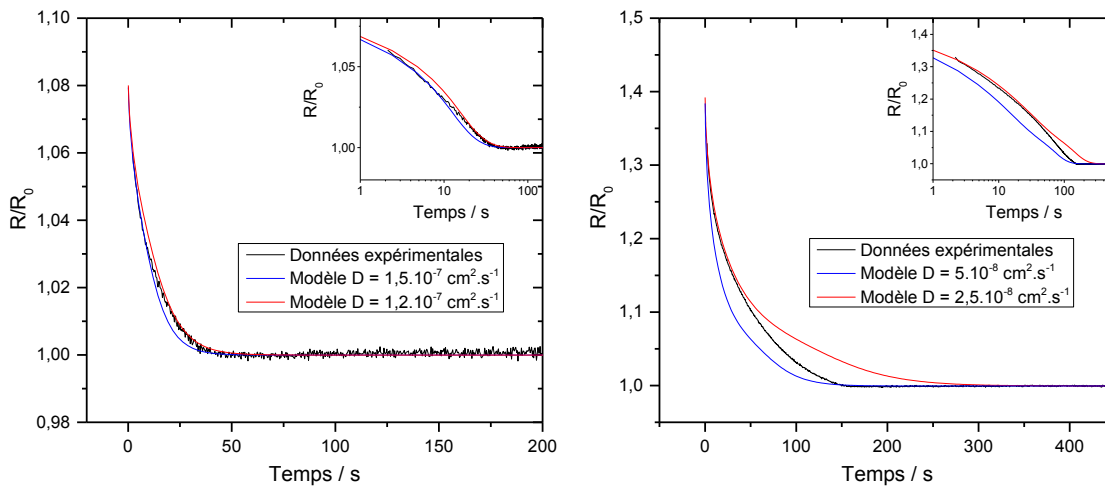 1,10
1,08
1,06
1,04
1,02
1,00
0,98
R/R0
0
50
75
100
125
150
175
200
25
Temps / s
1,05
1,00
R/R0
1
10
100
Temps / s
Données expérimentales
Modèle D = 1,5.10-7 cm2.s-1
Modèle D = 1,2.10-7 cm2.s-1
1,5
1,4
1,3
1,2
1,1
1,0
R/R0
0
100
200
300
400
Temps / s
1,4
1,3
1,2
1,1
1,0
R/R0
1
10
100
Temps / s
Données expérimentales
Modèle D = 5.10-8 cm2.s-1
Modèle D = 2,5.10-8 cm2.s-1